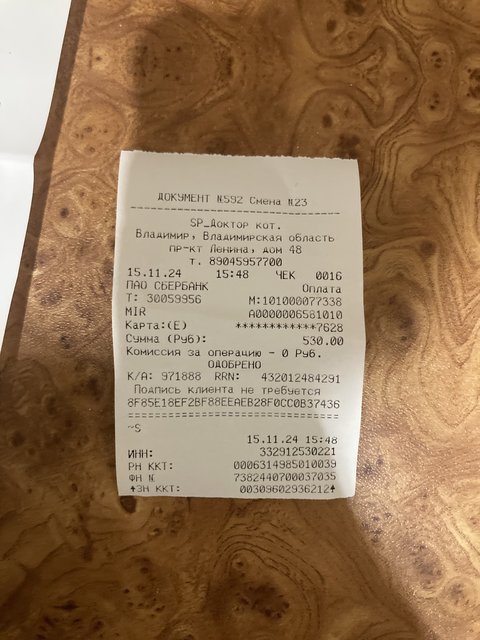 ДОКУМЕНТ №592 Смена №23
SP_Доктор кот.
Владимир, Владимирская область
пр-кт Ленина, дом 48
т. 89045957700
15.11.24 15:48 ЧЕК 0016
ПАО СБЕРБАНК Оплата
Т: 30059956 М:101000077338
MIR A0000006581010
Карта:(E) ************7628
Сумма (Руб): 530.00
Комиссия за операцию - 0 Руб.
ОДОБРЕНО
К/А: 971888 RRN: 432012484291
Подпись клиента не требуется
8F85E18EF2BF88EEAEB28F0CC0B37436
================================
~S
15.11.24 15:48
ИНН: 332912530221
РН ККТ: 0006314985010039
ФН № 7382440700037035
↑ЗН ККТ: 00309602936212↑